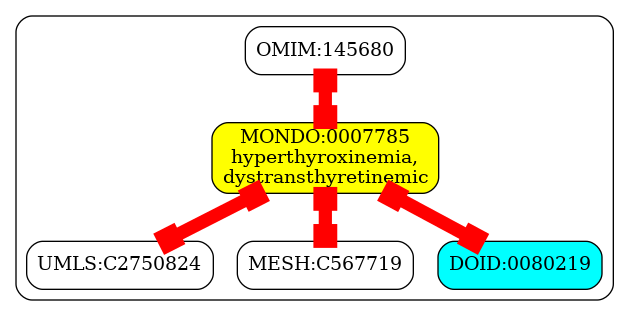 OMIM:145680
MONDO:0007785
hyperthyroxinemia,
dystransthyretinemic
UMLS:C2750824
MESH:C567719
DOID:0080219